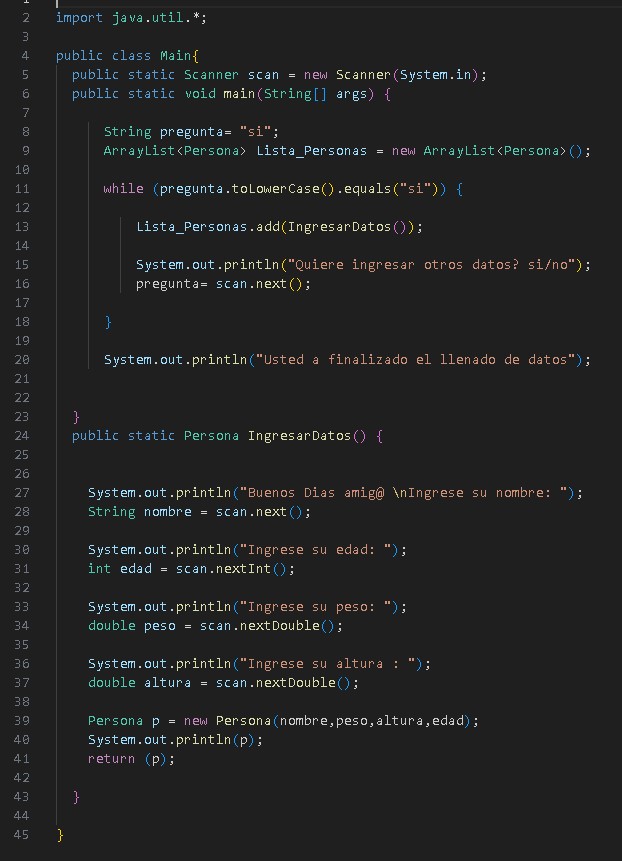 1
2 import java.util.*;
3
4 public class Main{
5 public static Scanner scan = new Scanner(System.in);
6 public static void main(String[] args) {
7
8 String pregunta= "si";
9 ArrayList<Persona> Lista_Personas = new ArrayList<Persona>();
10
11 while (pregunta.toLowerCase().equals("si")) {
12
13 Lista_Personas.add(IngresarDatos());
14
15 System.out.println("Quiere ingresar otros datos? si/no");
16 pregunta= scan.next();
17
18 }
19
20 System.out.println("Usted a finalizado el llenado de datos");
21
22
23 }
24 public static Persona IngresarDatos() {
25
26
27 System.out.println("Buenos Dias amig@ \nIngrese su nombre: ");
28 String nombre = scan.next();
29
30 System.out.println("Ingrese su edad: ");
31 int edad = scan.nextInt();
32
33 System.out.println("Ingrese su peso: ");
34 double peso = scan.nextDouble();
35
36 System.out.println("Ingrese su altura : ");
37 double altura = scan.nextDouble();
38
39 Persona p = new Persona(nombre,peso,altura,edad);
40 System.out.println(p);
41 return (p);
42
43 }
44
45 }